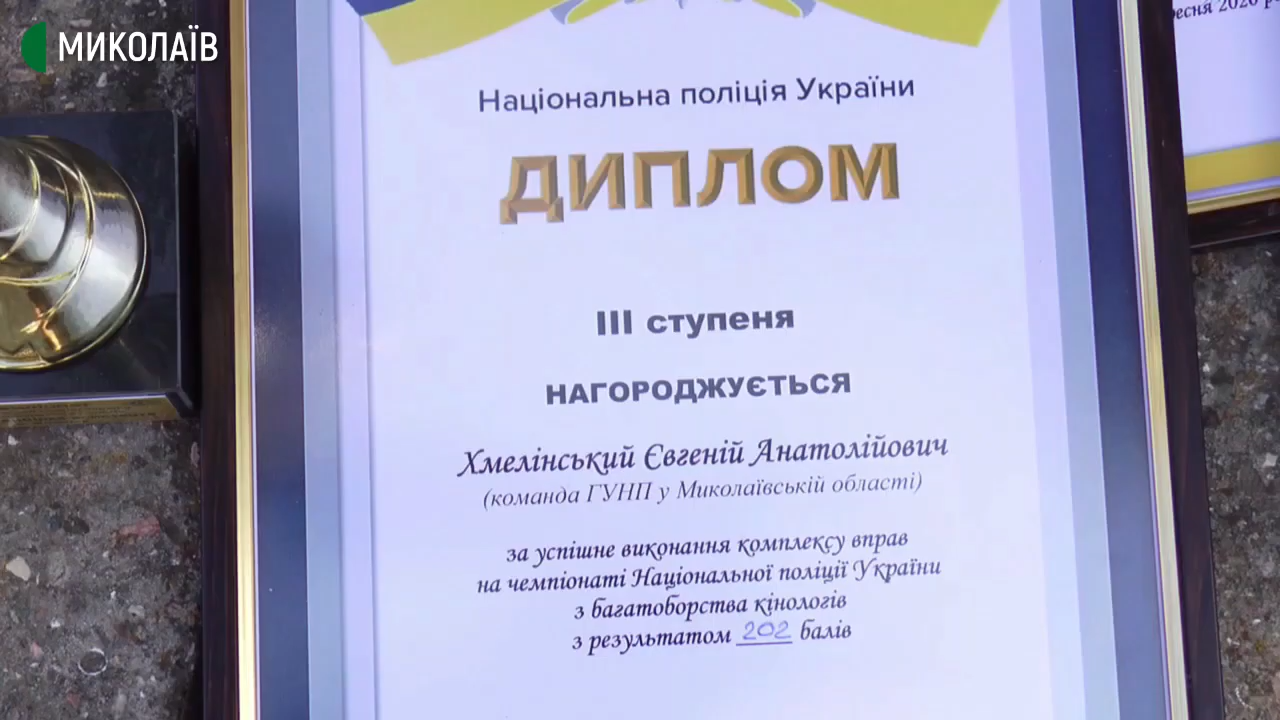 МИКОЛАЇВ
Національна поліція України
ДИПЛОМ
ІІІ ступеня
НАГОРОДЖУЄТЬСЯ
Хмелінський Євгеній Анатолійович
(команда ГУНП у Миколаївській області)
за успішне виконання комплексу вправ
на чемпіонаті Національної поліції України
з багатоборства кінологів
з результатом 202 балів